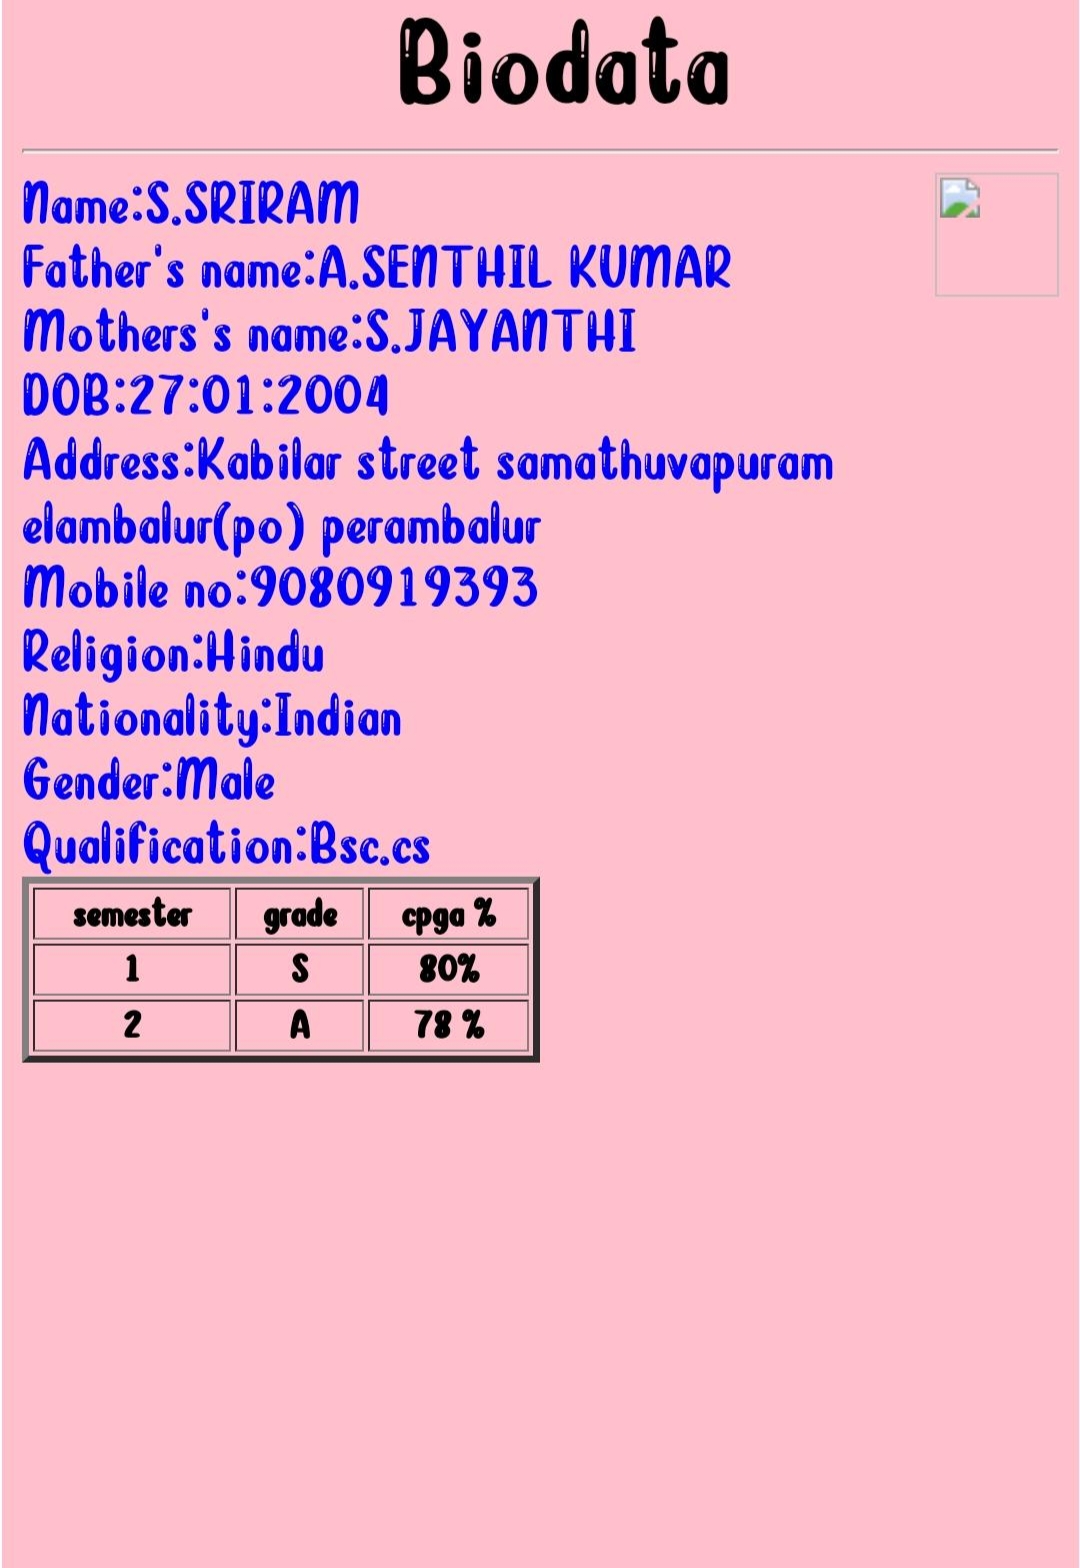 Biodata
Name:S.SRIRAM
Father's name:A.SENTHIL KUMAR
Mothers's name:S.JAYANTHI
DOB:27:01:2004
Address:Kabilar street samathuvapuram
elambalur(po) perambalur
Mobile no:9080919393
Religion:Hindu
Nationality:Indian
Gender:Male
Qualification:Bsc.cs
semester grade cpga %
1 S 80%
2 A 78 %